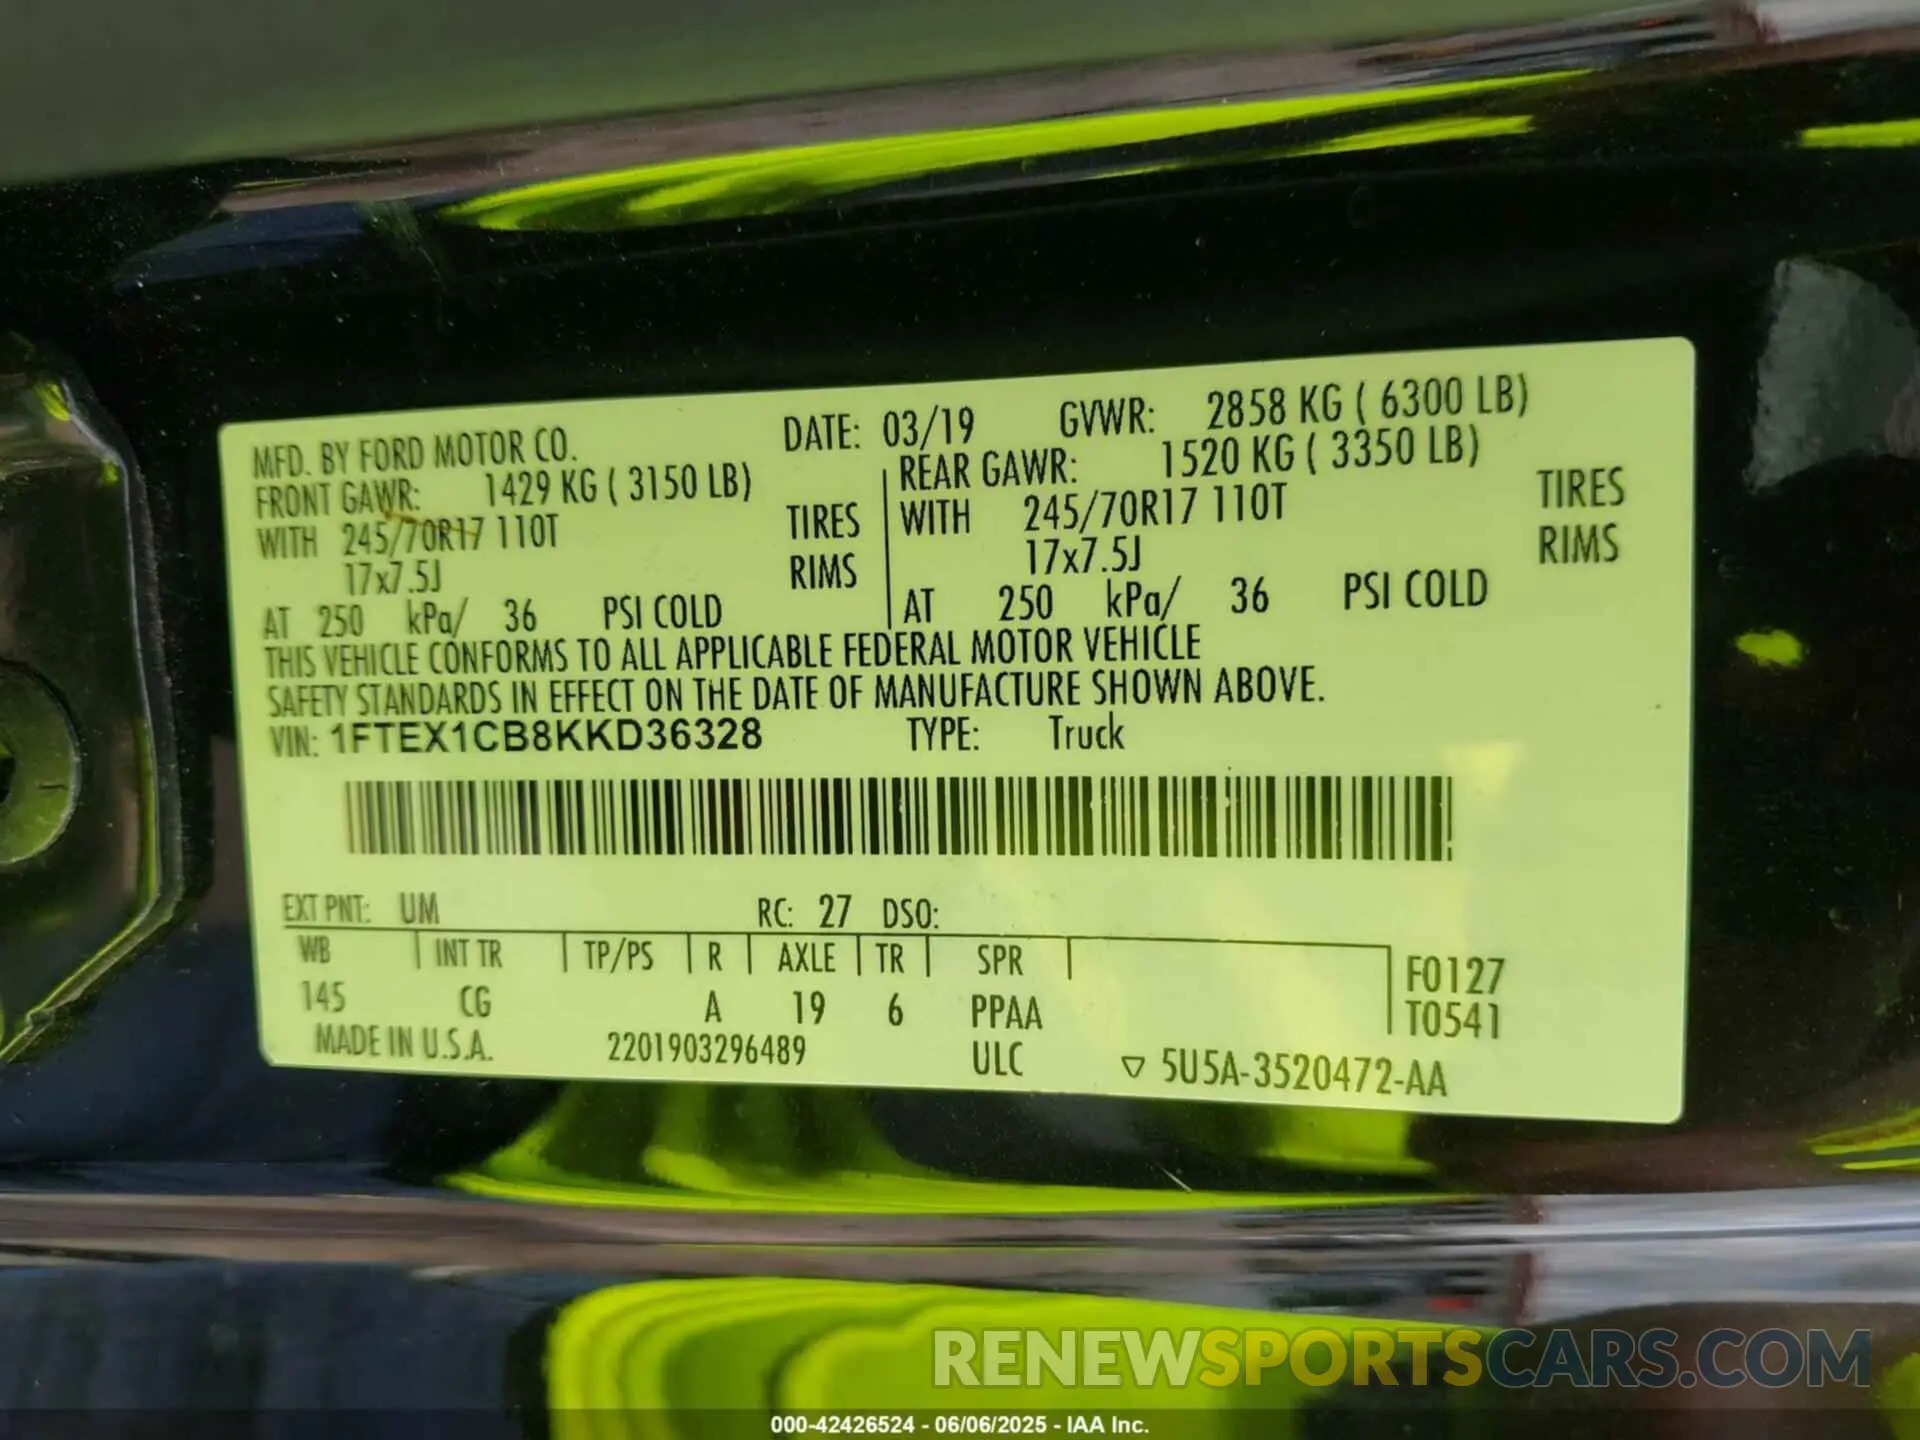 MFD. BY FORD MOTOR CO. DATE: 03/19 GVWR: 2858 KG ( 6300 LB)
FRONT GAWR: 1429 KG ( 3150 LB) REAR GAWR: 1520 KG ( 3350 LB)
WITH 245/70R17 110T TIRES WITH 245/70R17 110T TIRES
17x7.5J RIMS 17x7.5J RIMS
AT 250 kPa/ 36 PSI COLD AT 250 kPa/ 36 PSI COLD
THIS VEHICLE CONFORMS TO ALL APPLICABLE FEDERAL MOTOR VEHICLE
SAFETY STANDARDS IN EFFECT ON THE DATE OF MANUFACTURE SHOWN ABOVE.
VIN: 1FTEX1CB8KKD36328 TYPE: Truck
EXT PNT: UM RC: 27 DSO:
WB INT TR TP/PS R AXLE TR SPR F0127
145 CG A 19 6 PPAA T0541
MADE IN U.S.A. 2201903296489 ULC ▽ 5U5A-3520472-AA
RENEWSPORTSCARS.COM
000-42426524 - 06/06/2025 - IAA Inc.